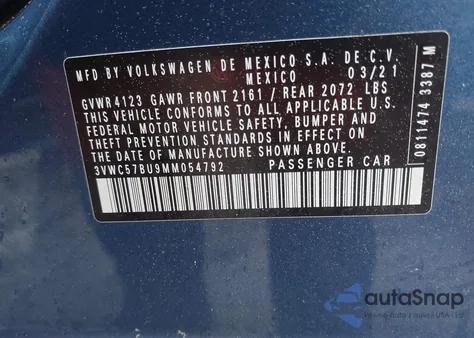 MFD BY VOLKSWAGEN DE MEXICO S.A. DE C.V.
MEXICO 03/21
GVWR 4123 GAWR FRONT 2161 / REAR 2072 LBS
THIS VEHICLE CONFORMS TO ALL APPLICABLE U.S.
FEDERAL MOTOR VEHICLE SAFETY, BUMPER AND
THEFT PREVENTION STANDARDS IN EFFECT ON
THE DATE OF MANUFACTURE SHOWN ABOVE.
3VWC57BU9MM054792 PASSENGER CAR
08111474 3387 M
autaSnap